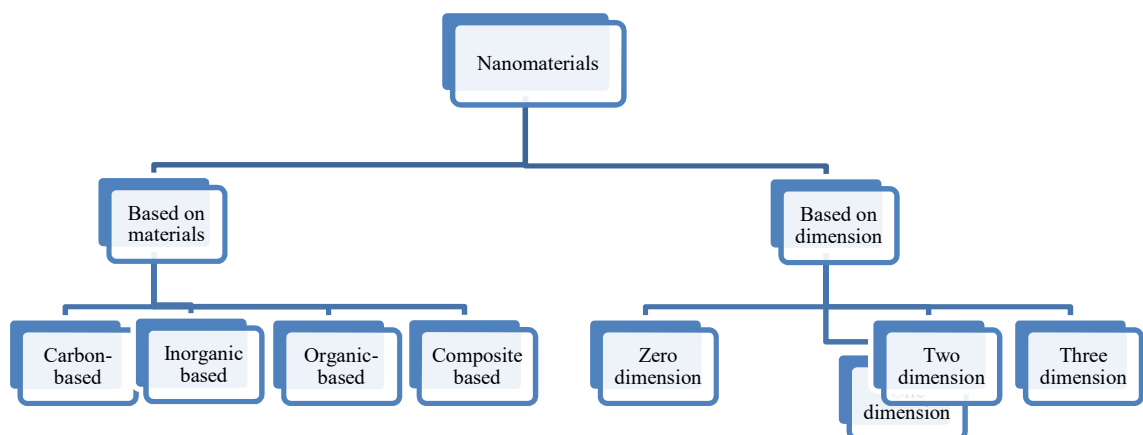 Nanomaterials
Based on
materials
Based on
dimension
Carbon-
based
Inorganic
based
Organic-
based
Composite
based
Zero
dimension
Two
dimension
Three
dimension
dimension